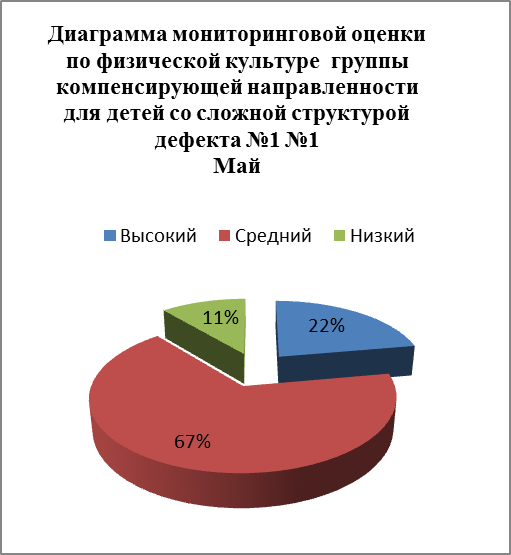 Диаграмма мониторинговой оценки
по физической культуре  группы
компенсирующей направленности
для детей со сложной структурой
дефекта №1 №1
Май
Высокий Средний Низкий
11%
22%
67%